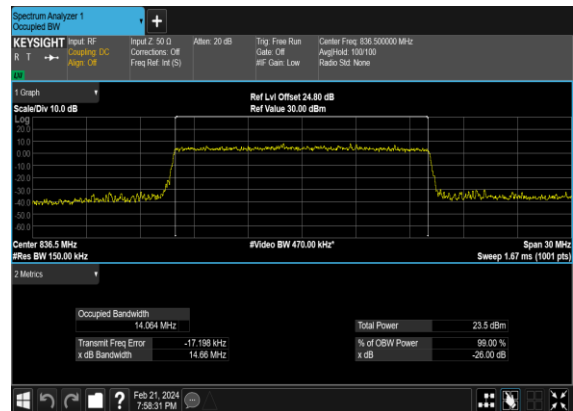 Spectrum Analyzer 1
Occupied BW
+
KEYSIGHT Input: RF Input Z: 50 Ω Atten: 20 dB Trig: Free Run Center Freq: 836.500000 MHz
R T Coupling: DC Corrections: Off Gate: Off Avg|Hold: 100/100
Align: Off Freq Ref: Int (S) #IF Gain: Low Radio Std: None
1 Graph
Ref Lvl Offset 24.80 dB
Scale/Div 10.0 dB Ref Value 30.00 dBm
Log
20.0
10.0
0.00
-10.0
-20.0
-30.0
-40.0
-50.0
-60.0
Center 836.5 MHz #Video BW 470.00 kHz* Span 30 MHz
#Res BW 150.00 kHz Sweep 1.67 ms (1001 pts)
2 Metrics
Occupied Bandwidth
14.064 MHz Total Power 23.5 dBm
Transmit Freq Error -17.198 kHz % of OBW Power 99.00 %
x dB Bandwidth 14.66 MHz x dB -26.00 dB
? Feb 21, 2024
7:58:31 PM